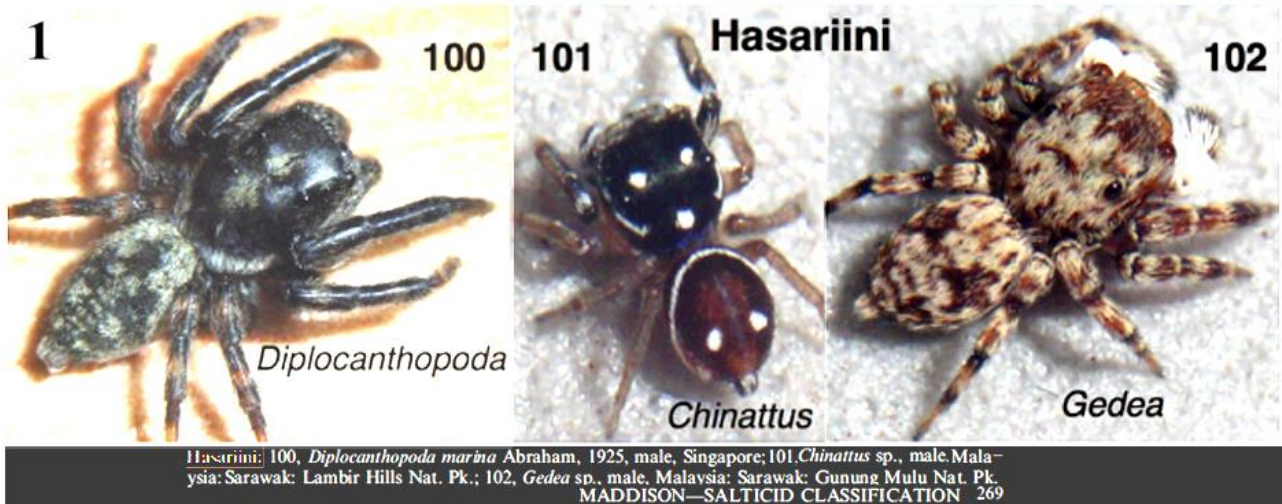 1
100
101
Hasariini
102
Diplocanthopoda
Chinattus
Gedea
Hasariini: 100, Diplocanthopoda marina Abraham, 1925, male, Singapore;101.Chinattus sp., male.Mala–
ysia: Sarawak: Lambir Hills Nat. Pk.; 102, Gedea sp., male, Malaysia: Sarawak: Gunung Mulu Nat. Pk.
MADDISON—SALTICID CLASSIFICATION 269